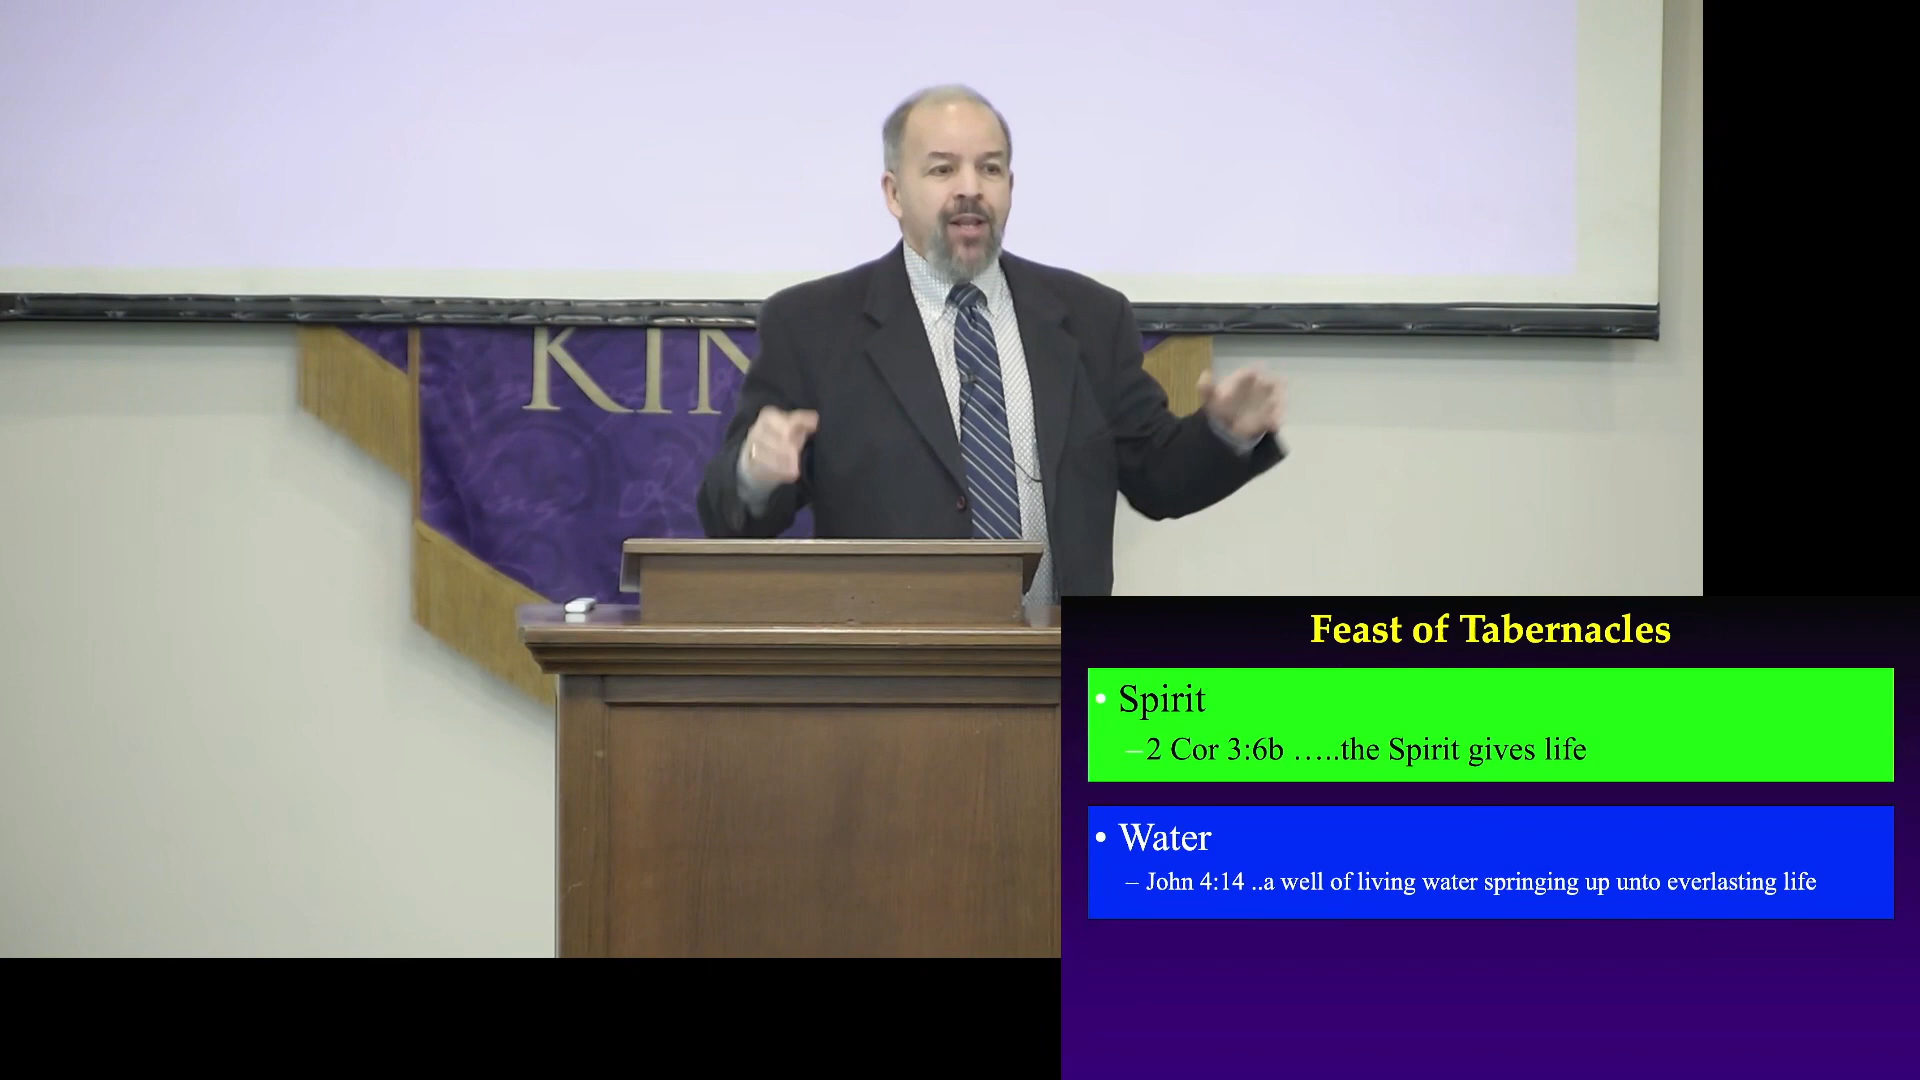 KIN
Feast of Tabernacles
• Spirit
–2 Cor 3:6b …..the Spirit gives life
• Water
– John 4:14 ..a well of living water springing up unto everlasting life